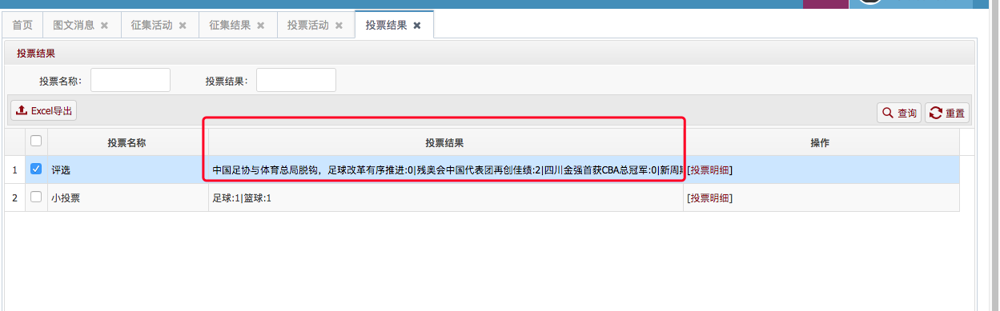 首页 图文消息 ✖ 征集活动 ✖ 征集结果 ✖ 投票活动 ✖ 投票结果 ✖
投票结果
投票名称： 投票结果：
Excel导出 查询 重置
投票名称 投票结果 操作
1 评选 中国足协与体育总局脱钩，足球改革有序推进:0|残奥会中国代表团再创佳绩:2|四川金强首获CBA总冠军:0|新周 [投票明细]
2 小投票 足球:1|篮球:1 [投票明细]